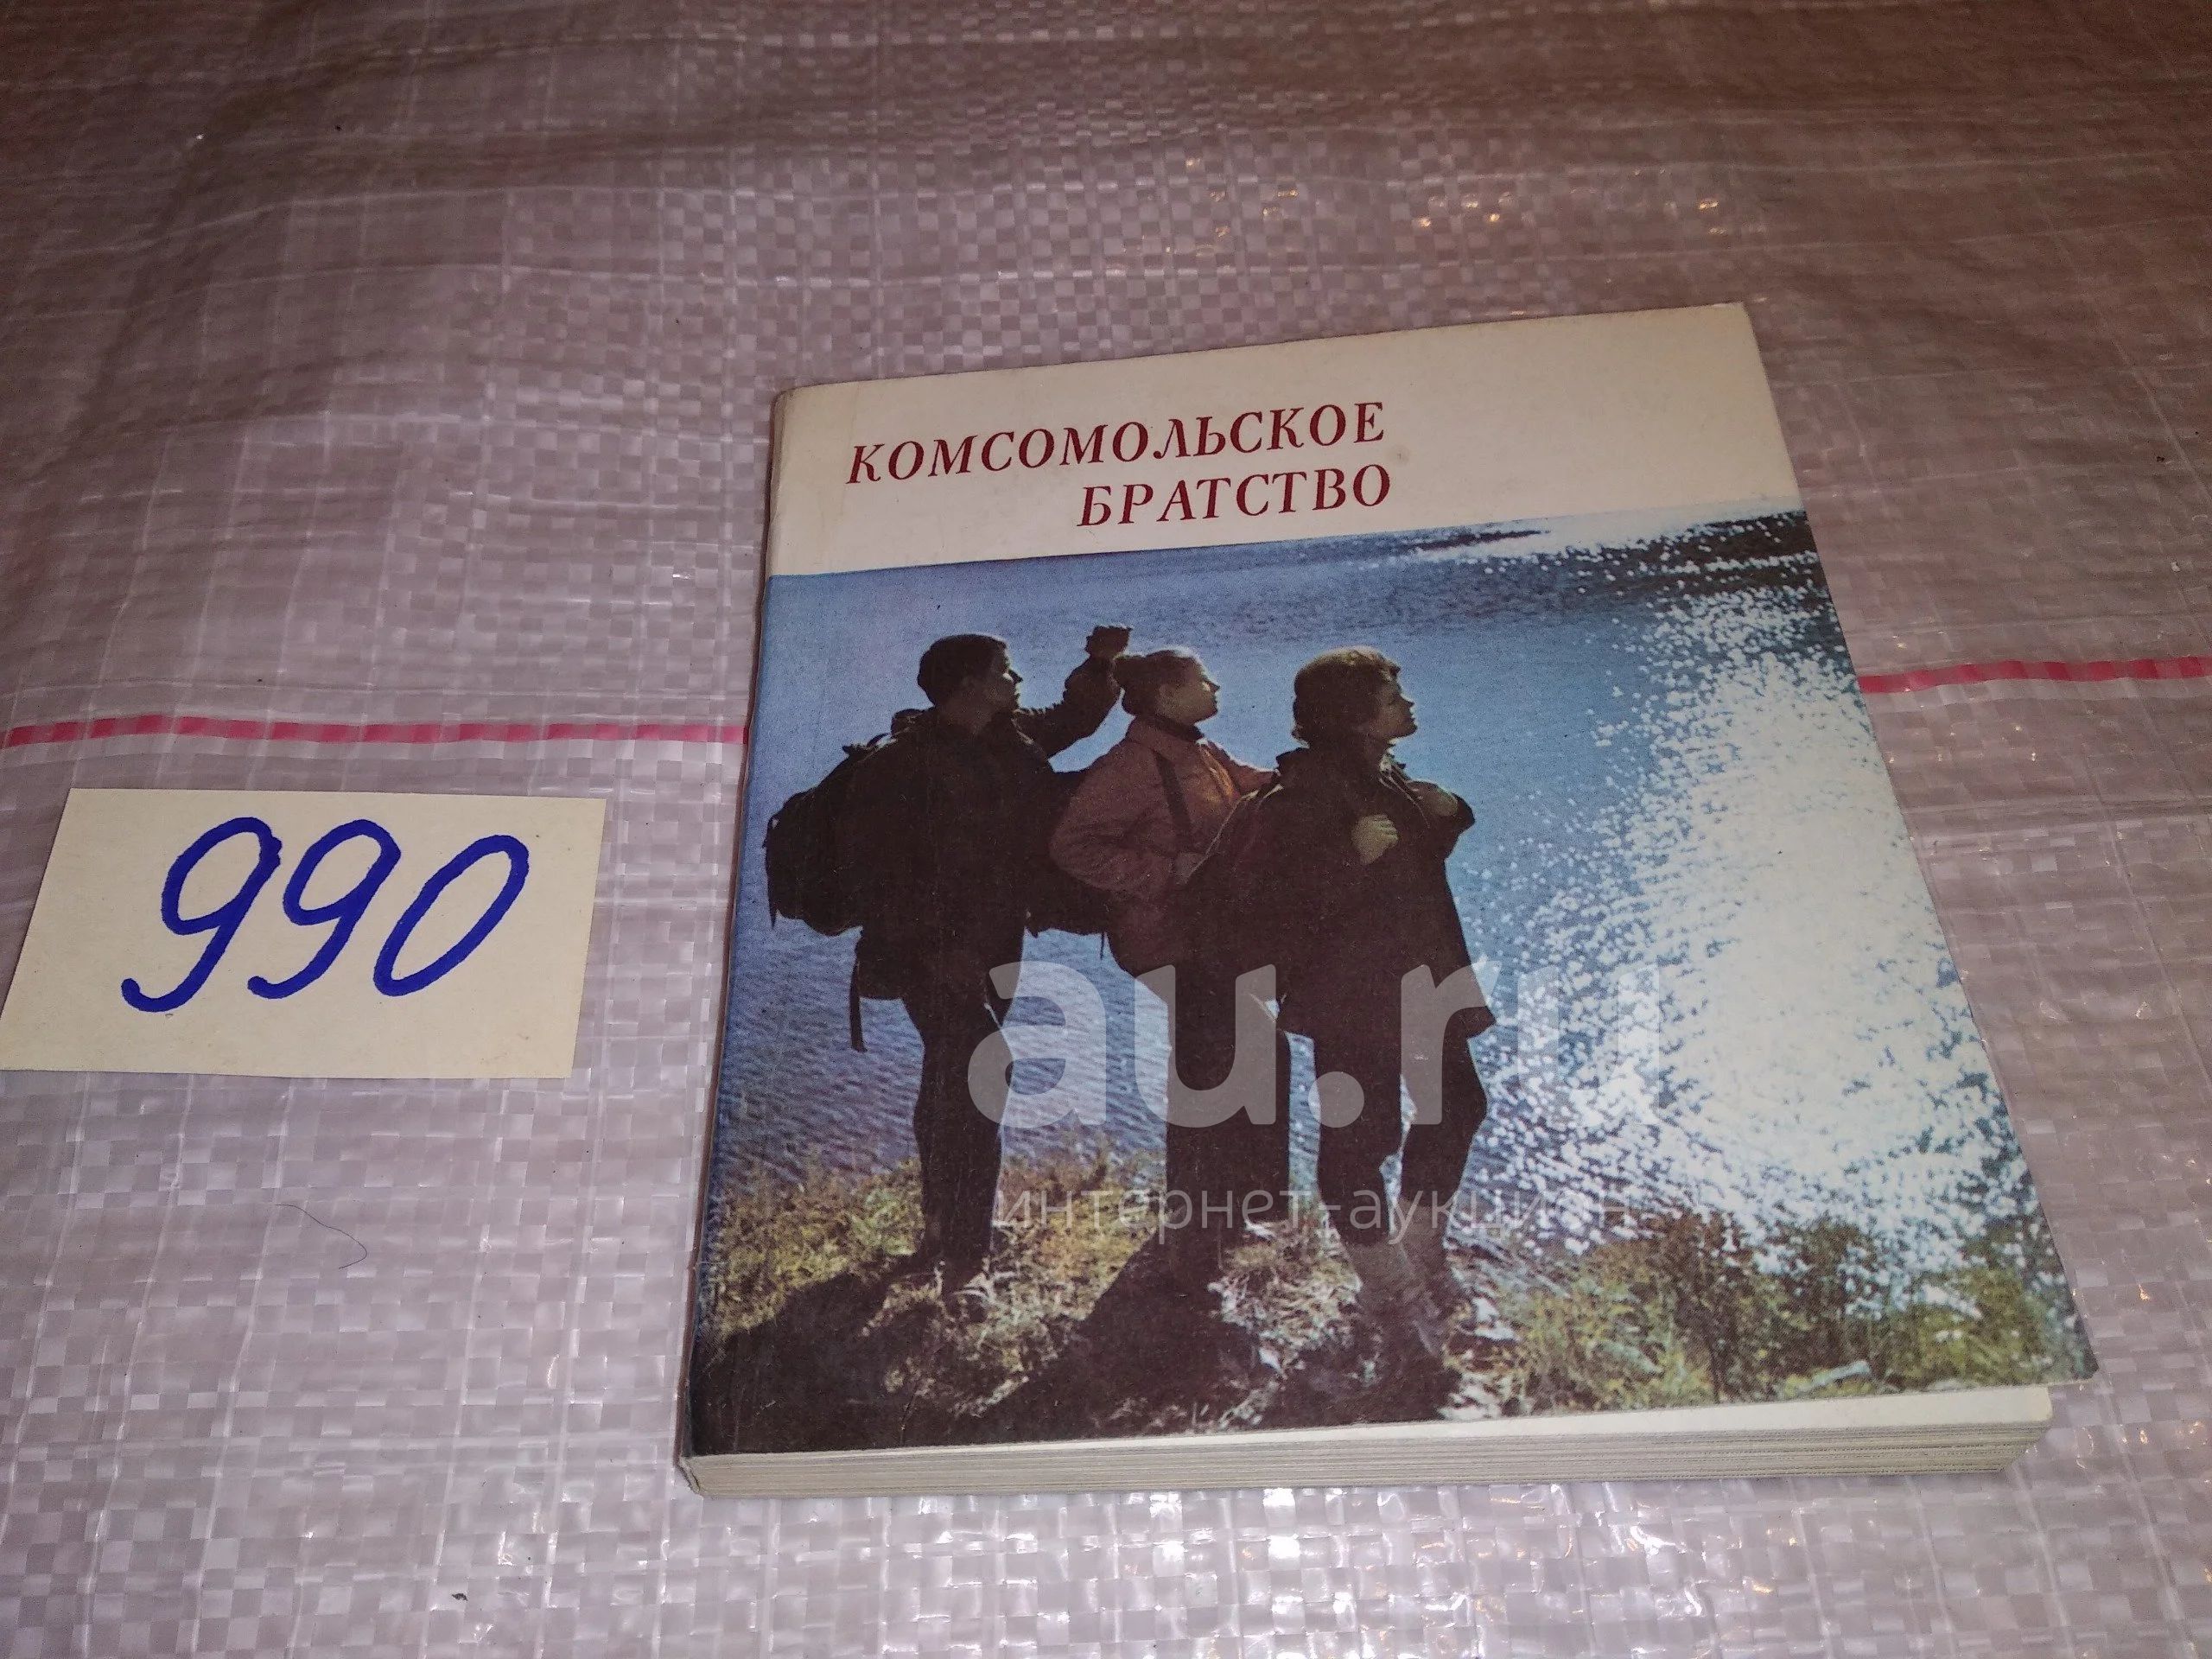 КОМСОМОЛЬСКОЕ
БРАТСТВО
990
au.ru
интернет-аукцион